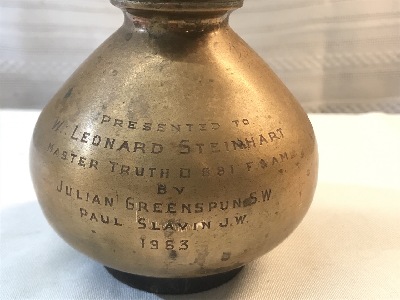 PRESENTED TO
W. LEONARD STEINHART
MASTER TRUTH □ 881 F & AM
BY
JULIAN GREENSPUN S.W
PAUL SLAVIN J.W.
1963